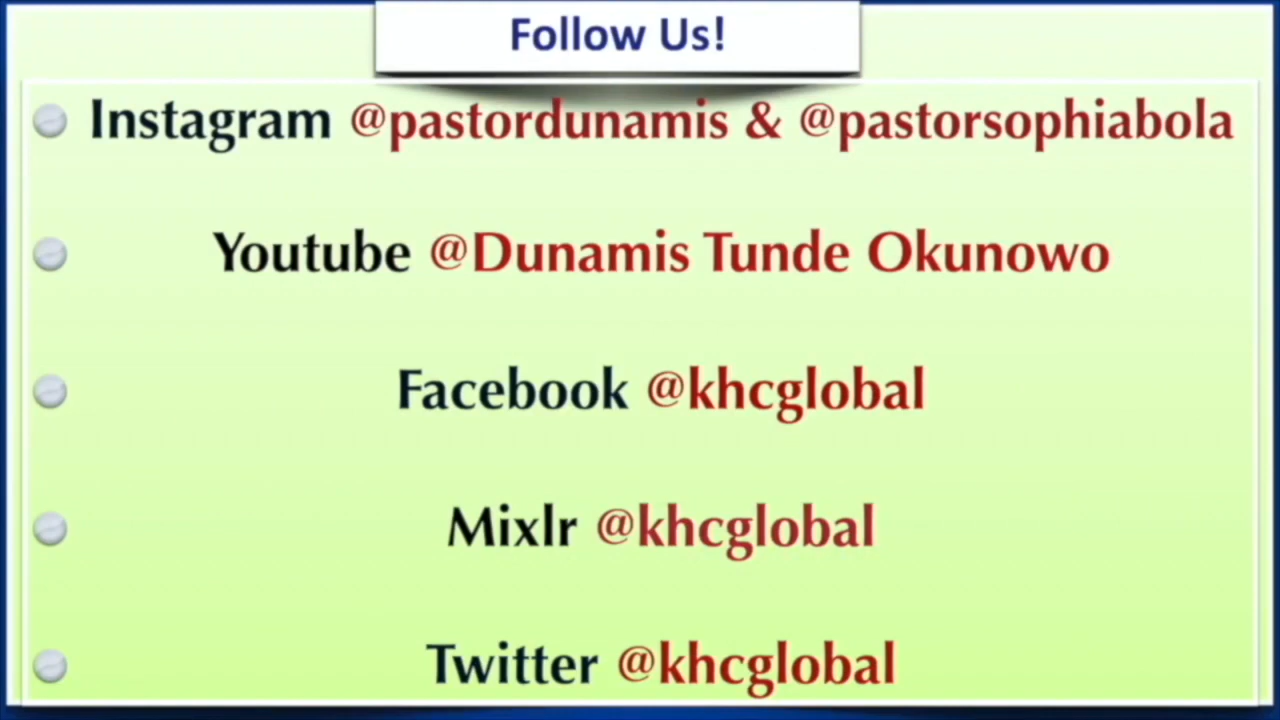 Follow Us!
Instagram @pastordunamis & @pastorsophiabola
Youtube @Dunamis Tunde Okunowo
Facebook @khcglobal
Mixlr @khcglobal
Twitter @khcglobal